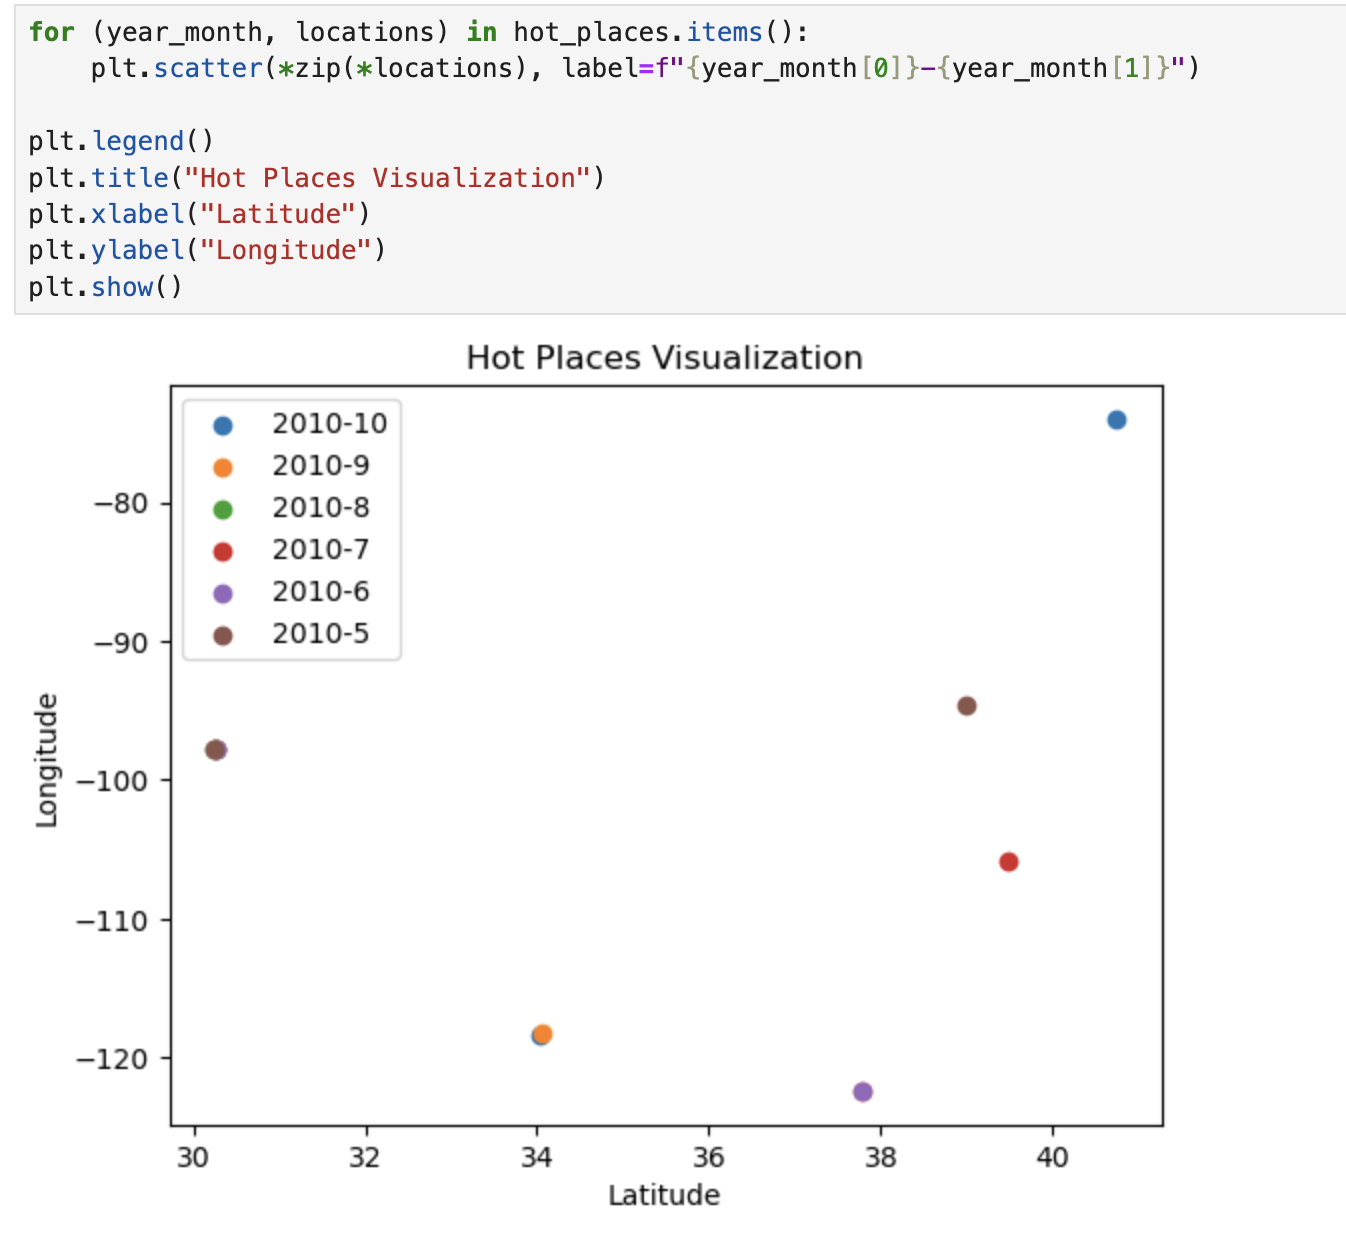 for (year_month, locations) in hot_places.items():
    plt.scatter(*zip(*locations), label=f"{year_month[0]}-{year_month[1]}")
plt.legend()
plt.title("Hot Places Visualization")
plt.xlabel("Latitude")
plt.ylabel("Longitude")
plt.show()
Hot Places Visualization
2010-10
2010-9
2010-8
2010-7
2010-6
2010-5
−80
−90
−100
−110
−120
Longitude
30 32 34 36 38 40
Latitude